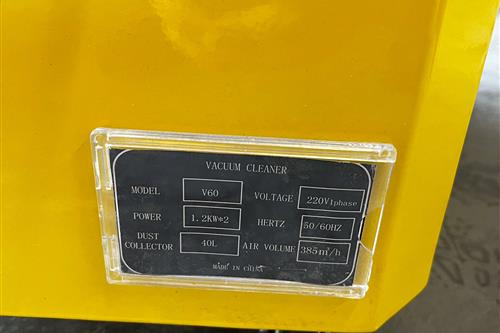 VACUUM CLEANER
MODEL V60 VOLTAGE 220V1phase
POWER 1.2KW*2 HERTZ 50/60HZ
DUST COLLECTOR 40L AIR VOLUME 385m³/h
MADE IN CHINA